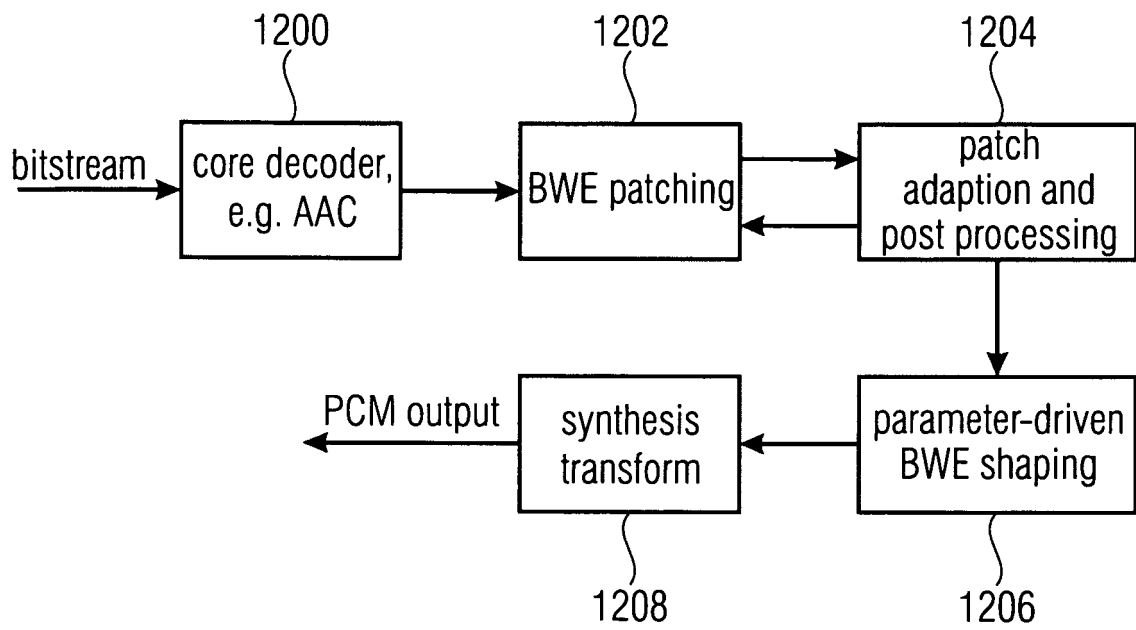 1200
1202
1204
bitstream
core decoder,
e.g. AAC
BWE patching
patch
adaption and
post processing
PCM output
synthesis
transform
parameter-driven
BWE shaping
1208
1206